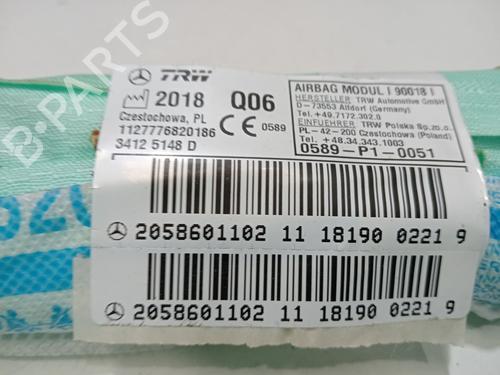 TRW
2018 Q06
Czestochowa, PL
1127776820186
3412 5148 D
CE 0589
AIRBAG MODUL | 90018 |
HERSTELLER TRW Automotive GmbH
D-73553 Alfdorf (Germany)
Tel.+49.7172.302.0
EINFUEHRER: TRW Polska Sp.zo.o.
PL-42-200 Czestochowa (Poland)
Tel.+48.34.343.1003
0589-P1-0051
2058601102 11 18190 0221 9
2058601102 11 18190 0221 9